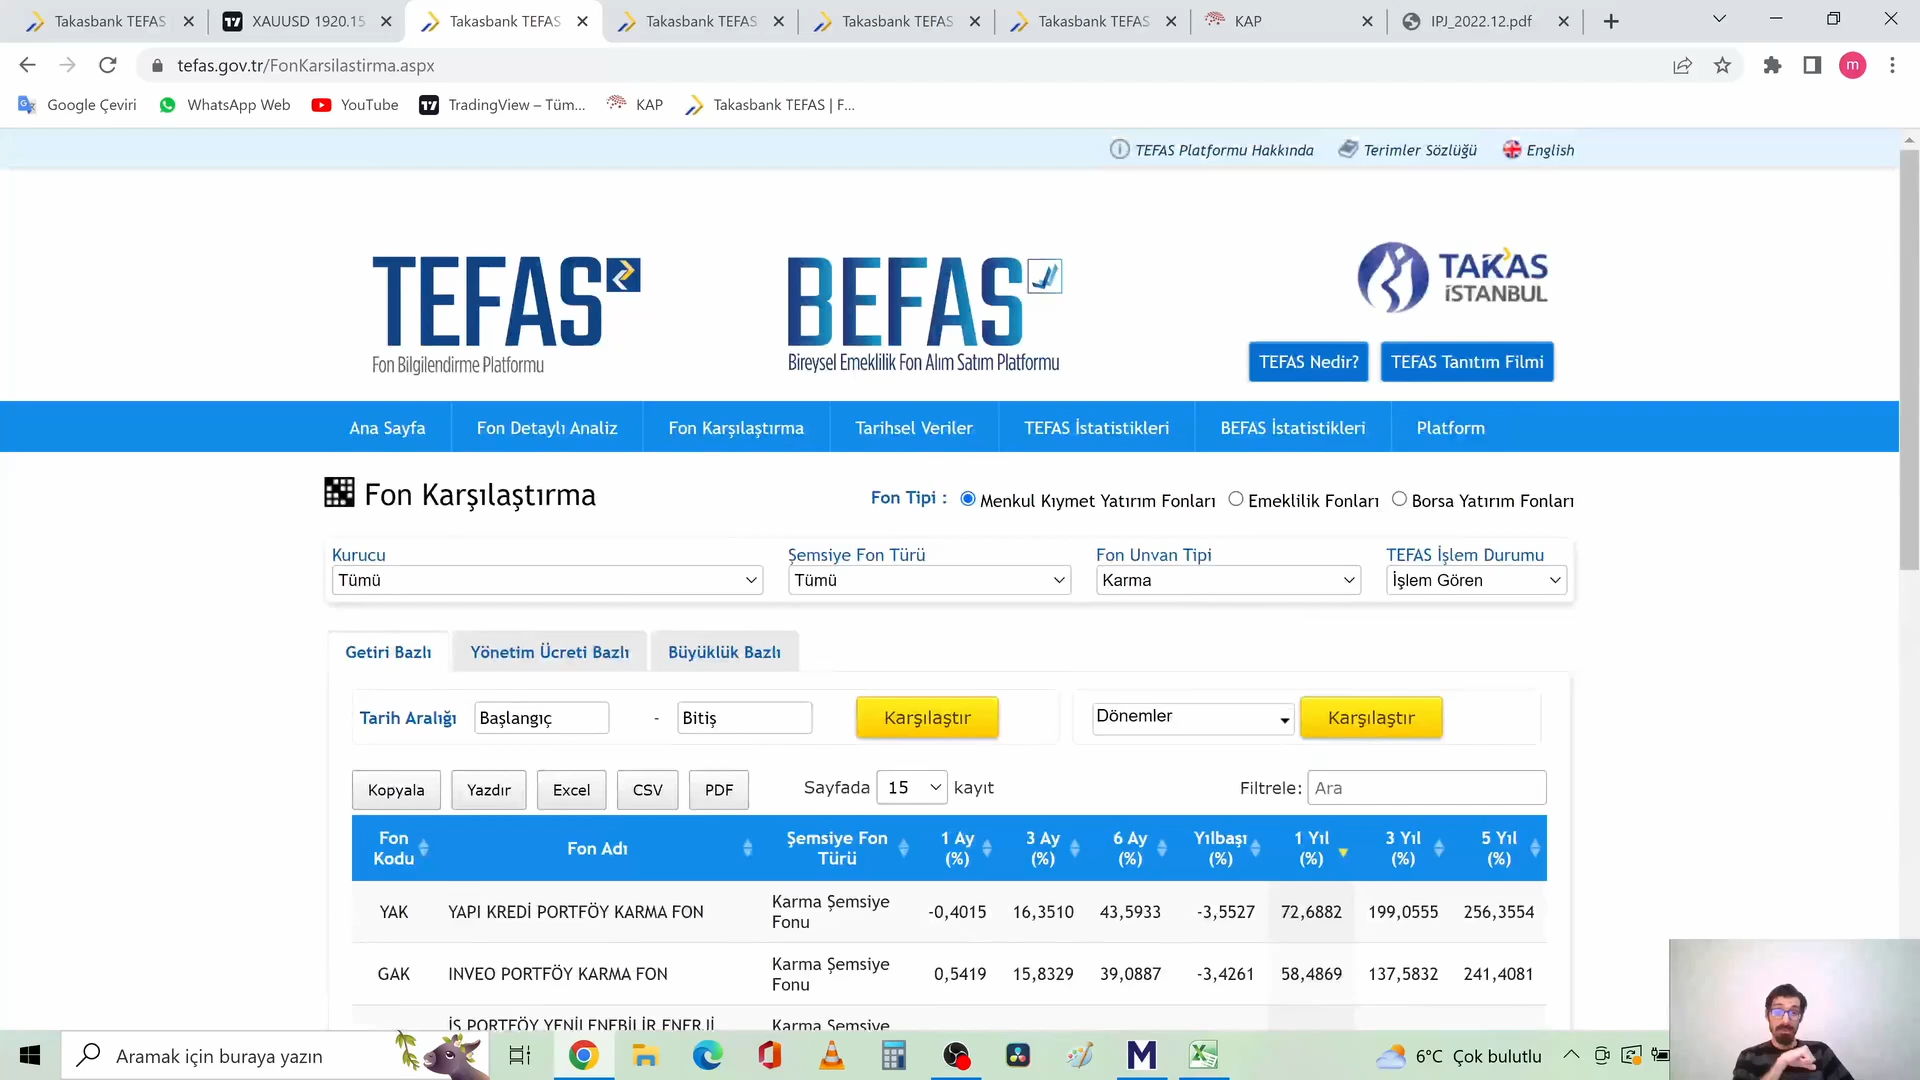 Takasbank TEFAS
XAUUSD 1920.15
Takasbank TEFAS
Takasbank TEFAS
Takasbank TEFAS
Takasbank TEFAS
KAP
IPJ_2022.12.pdf
tefas.gov.tr/FonKarsilastirma.aspx
m
Google Çeviri
WhatsApp Web
YouTube
TradingView – Tüm...
KAP
Takasbank TEFAS | F...
TEFAS Platformu Hakkında
Terimler Sözlüğü
English
TEFAS
Fon Bilgilendirme Platformu
BEFAS
Bireysel Emeklilik Fon Alım Satım Platformu
TAKAS
İSTANBUL
TEFAS Nedir?
TEFAS Tanıtım Filmi
Ana Sayfa
Fon Detaylı Analiz
Fon Karşılaştırma
Tarihsel Veriler
TEFAS İstatistikleri
BEFAS İstatistikleri
Platform
Fon Karşılaştırma
Fon Tipi : Menkul Kıymet Yatırım Fonları Emeklilik Fonları Borsa Yatırım Fonları
Kurucu
Tümü
Şemsiye Fon Türü
Tümü
Fon Unvan Tipi
Karma
TEFAS İşlem Durumu
İşlem Gören
Getiri Bazlı
Yönetim Ücreti Bazlı
Büyüklük Bazlı
Tarih Aralığı Başlangıç - Bitiş Karşılaştır
Dönemler Karşılaştır
Kopyala Yazdır Excel CSV PDF
Sayfada 15 kayıt
Filtrele: Ara
Fon Kodu Fon Adı Şemsiye Fon Türü 1 Ay (%) 3 Ay (%) 6 Ay (%) Yılbaşı (%) 1 Yıl (%) 3 Yıl (%) 5 Yıl (%)
YAK YAPI KREDİ PORTFÖY KARMA FON Karma Şemsiye Fonu -0,4015 16,3510 43,5933 -3,5527 72,6882 199,0555 256,3554
GAK INVEO PORTFÖY KARMA FON Karma Şemsiye Fonu 0,5419 15,8329 39,0887 -3,4261 58,4869 137,5832 241,4081
İŞ PORTFÖY YENİLENEBİLİR ENERJİ Karma Şemsiye
Aramak için buraya yazın
6°C Çok bulutlu